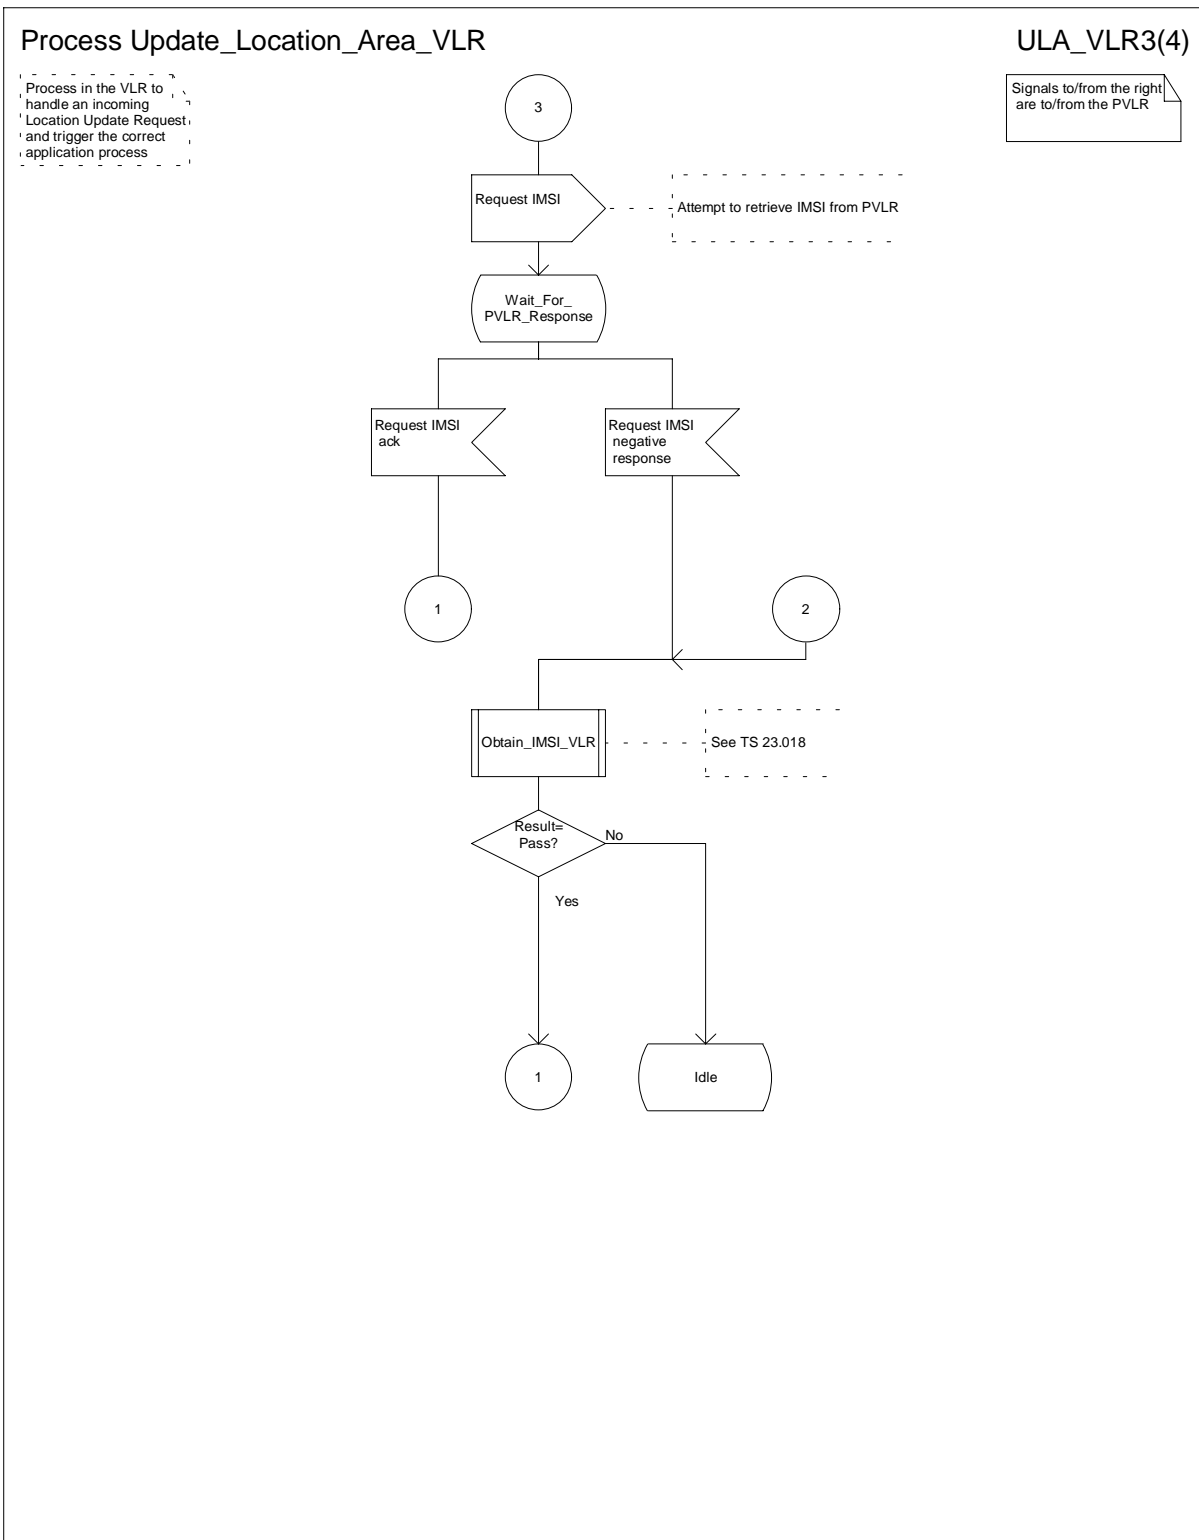 Process Update_Location_Area_VLR
ULA_VLR3(4)
Process in the VLR to
handle an incoming
Location Update Request
and trigger the correct
application process
Signals to/from the right
are to/from the PVLR
3
Request IMSI
Attempt to retrieve IMSI from PVLR
Wait_For_
PVLR_Response
Request IMSI
ack
Request IMSI
negative
response
1
2
Obtain_IMSI_VLR
See TS 23.018
Result=
Pass?
No
Yes
1
Idle